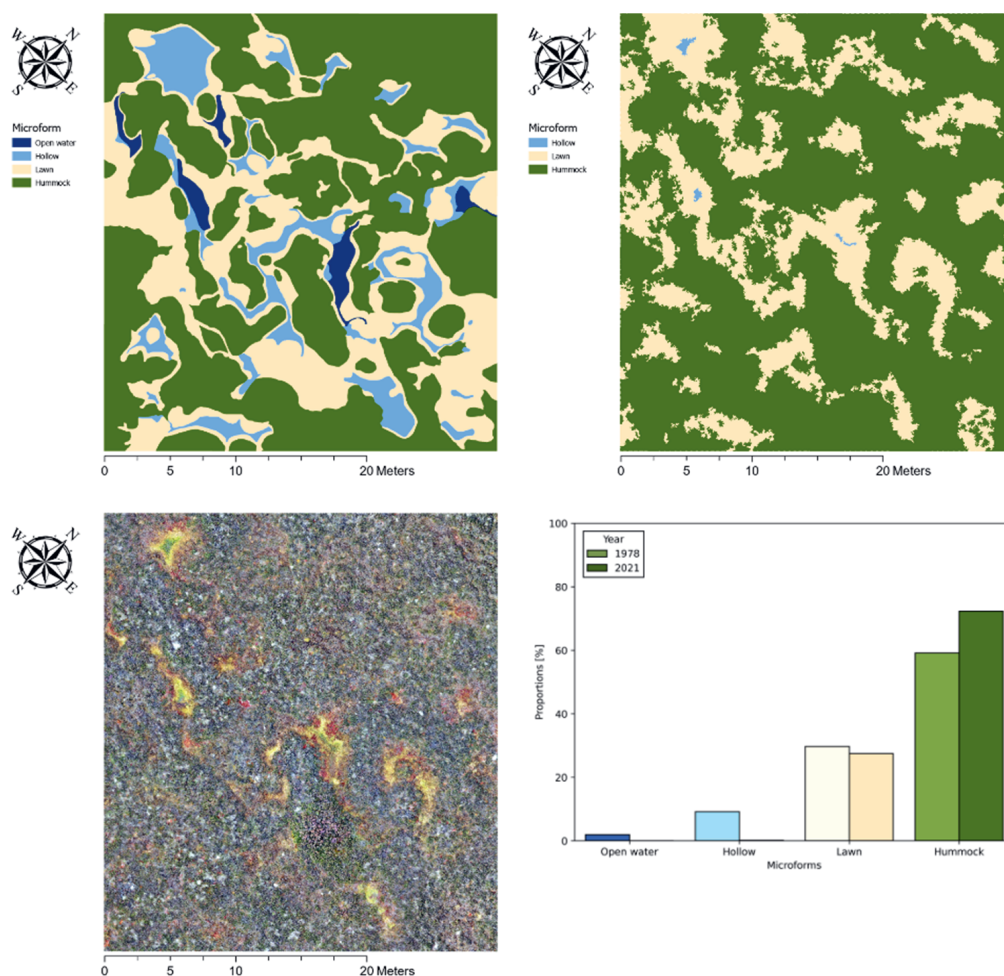 W N
S E
Microform
Open water
Hollow
Lawn
Hummock
0 5 10 20 Meters
W N
S E
Microform
Hollow
Lawn
Hummock
0 5 10 20 Meters
W N
S E
0 5 10 20 Meters
Year
1978
2021
Proportions [%]
100
80
60
40
20
0
Open water Hollow Lawn Hummock
Microforms